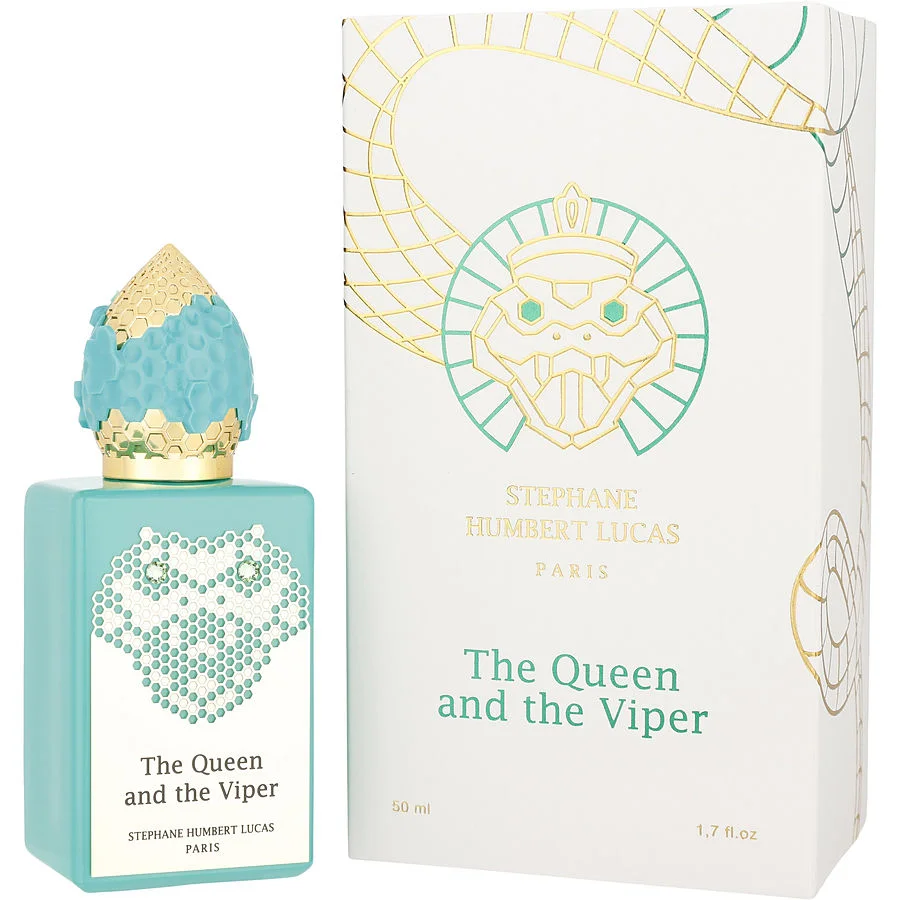 The Queen
and the Viper
STEPHANE HUMBERT LUCAS
PARIS
STEPHANE
HUMBERT LUCAS
PARIS
The Queen
and the Viper
50 ml
1,7 fl.oz